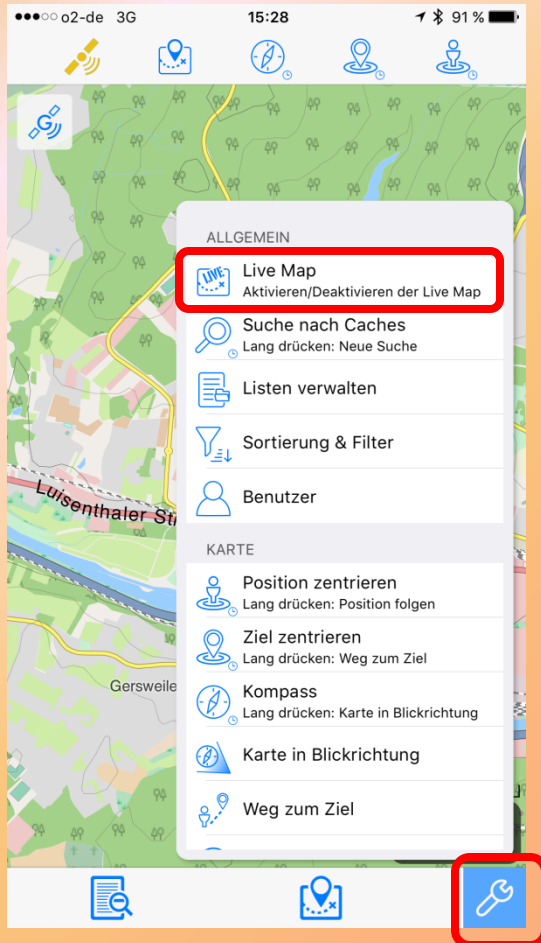 o2-de 3G 15:28 91 %
G
ALLGEMEIN
LIVE
Live Map
Aktivieren/Deaktivieren der Live Map
Suche nach Caches
Lang drücken: Neue Suche
Listen verwalten
Sortierung & Filter
Benutzer
Luisenthaler St
KARTE
Position zentrieren
Lang drücken: Position folgen
Ziel zentrieren
Lang drücken: Weg zum Ziel
Gersweile
Kompass
Lang drücken: Karte in Blickrichtung
Karte in Blickrichtung
Weg zum Ziel